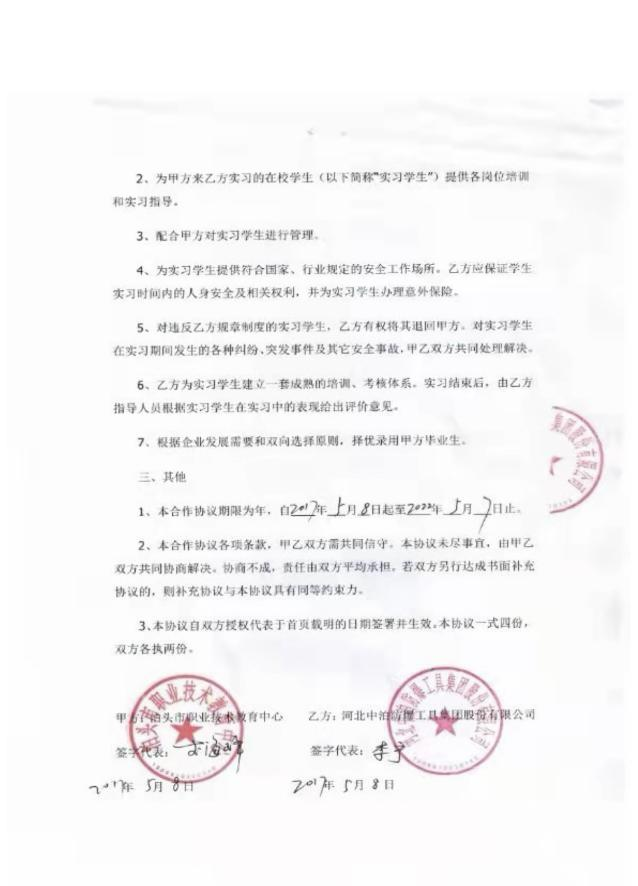 2、为甲方来乙方实习的在校学生（以下简称"实习学生"）提供各岗位培训
和实习指导。
3、配合甲方对实习学生进行管理。
4、为实习学生提供符合国家、行业规定的安全工作场所。乙方应保证学生
实习时间内的人身安全及相关权利，并为实习学生办理意外保险。
5、对违反乙方规章制度的实习学生，乙方有权将其退回甲方。对实习学生
在实习期间发生的各种纠纷、突发事件及其它安全事故，甲乙双方共同处理解决。
6、乙方为实习学生建立一套成熟的培训、考核体系。实习结束后，由乙方
指导人员根据实习学生在实习中的表现给出评价意见。
7、根据企业发展需要和双向选择原则，择优录用甲方毕业生。
三、其他
1、本合作协议期限为年，自2017年5月8日起至2022年5月7日止。
2、本合作协议各项条款，甲乙双方需共同信守。本协议未尽事宜，由甲乙
双方共同协商解决。协商不成，责任由双方平均承担。若双方另行达成书面补充
协议的，则补充协议与本协议具有同等约束力。
3、本协议自双方授权代表于首页载明的日期签署并生效。本协议一式四份，
双方各执两份。
甲方：泊头市职业技术教育中心 乙方：河北中泊防爆工具集团股份有限公司
签字代表： 签字代表：李宁
2017年5月8日 2017年5月8日